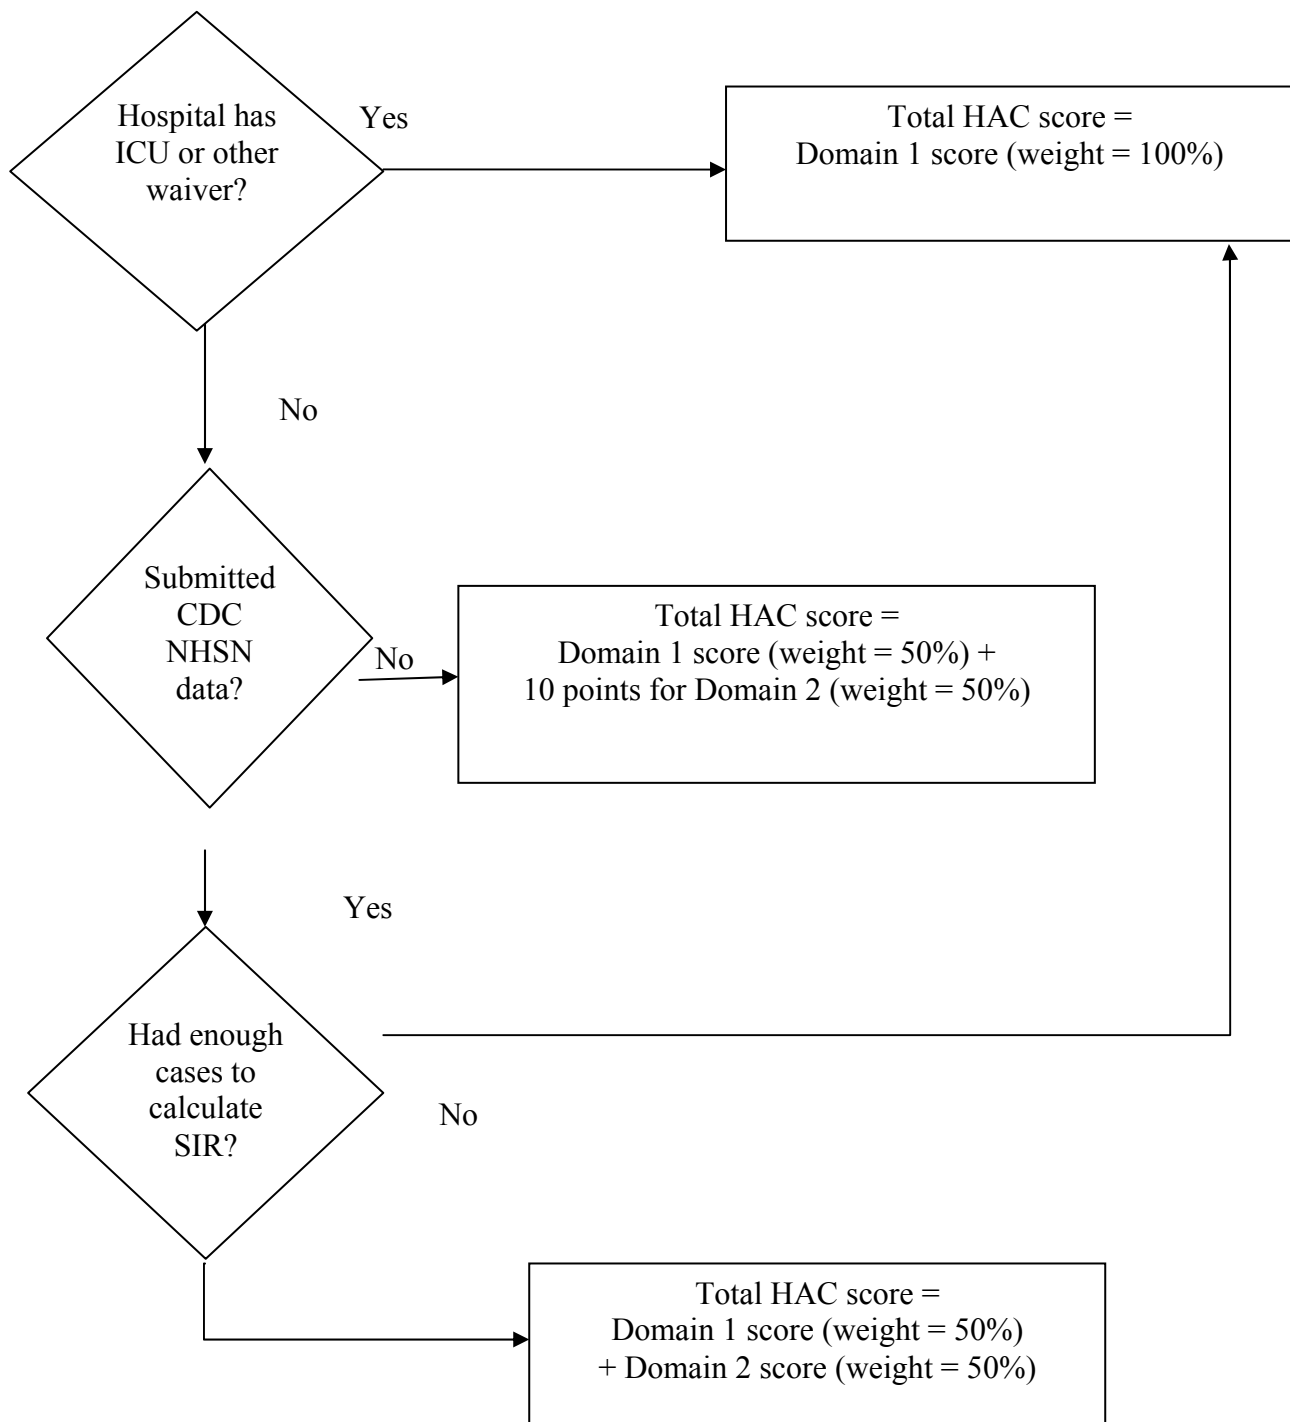 Hospital has
ICU or other
waiver?
Yes
Total HAC score =
Domain 1 score (weight = 100%)
No
Submitted
CDC
NHSN
data?
No
Total HAC score =
Domain 1 score (weight = 50%) +
10 points for Domain 2 (weight = 50%)
Yes
Had enough
cases to
calculate
SIR?
No
Total HAC score =
Domain 1 score (weight = 50%)
+ Domain 2 score (weight = 50%)